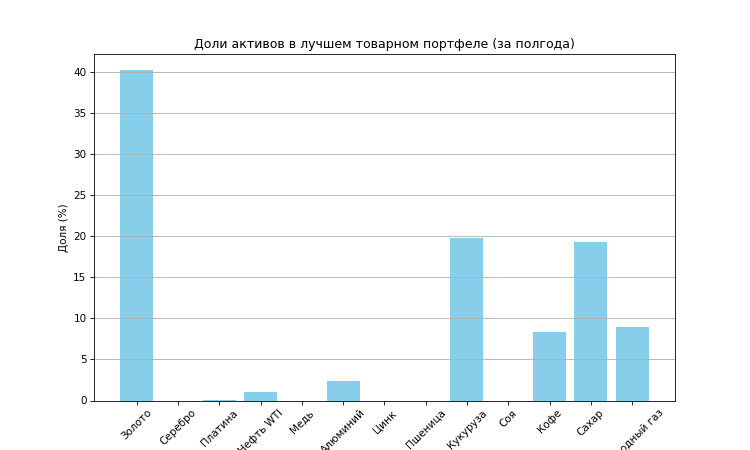 Доли активов в лучшем товарном портфеле (за полгода)
Доля (%)
40
35
30
25
20
15
10
5
0
Золото
Серебро
Платина
Нефть WTI
Медь
Алюминий
Цинк
Пшеница
Кукуруза
Соя
Кофе
Сахар
газ